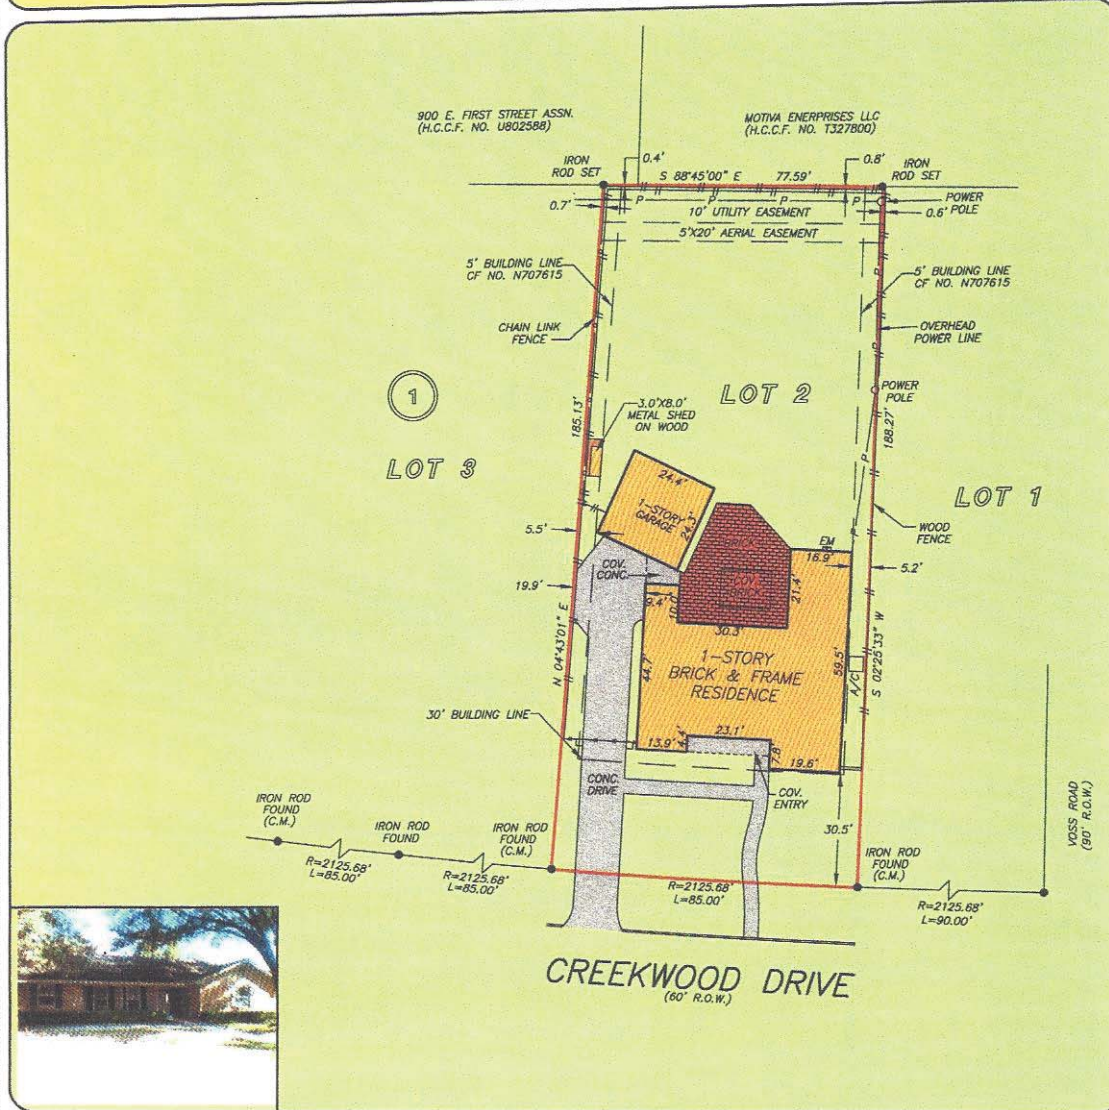 900 E. FIRST STREET ASSN.
(H.C.C.F. NO. U802588)
MOTIVA ENERPRISES LLC
(H.C.C.F. NO. T327800)
IRON
ROD SET
0.4'
S 88°45'00" E 77.59'
0.8'
IRON
ROD SET
P P P P
POWER
POLE
0.7'
10' UTILITY EASEMENT
0.6'
5'X20' AERIAL EASEMENT
5' BUILDING LINE
CF NO. N707615
P
5' BUILDING LINE
CF NO. N707615
CHAIN LINK
FENCE
OVERHEAD
POWER LINE
P
1
LOT 2
POWER
POLE
3.0'X8.0'
METAL SHED
ON WOOD
185.13'
188.27'
LOT 3
P
24.4'
1-STORY
GARAGE
24.3'
LOT 1
5.5'
P
WOOD
FENCE
EM
16.9'
COV.
CONC.
COV.
BRICK
5.2'
19.9'
21.4'
9.4'
10.0'
30.3'
N 04°43'01" E
44.7'
1-STORY
BRICK & FRAME
RESIDENCE
59.5'
A/C
S 02°25'33" W
30' BUILDING LINE
13.9'
4.4'
23.1'
7.8'
19.6'
CONC.
DRIVE
COV.
ENTRY
30.5'
VOSS ROAD
(90' R.O.W.)
IRON ROD
FOUND
(C.M.)
IRON ROD
FOUND
IRON ROD
FOUND
(C.M.)
IRON ROD
FOUND
(C.M.)
R=2125.68'
L=85.00'
R=2125.68'
L=85.00'
R=2125.68'
L=85.00'
R=2125.68'
L=90.00'
CREEKWOOD DRIVE
(60' R.O.W.)